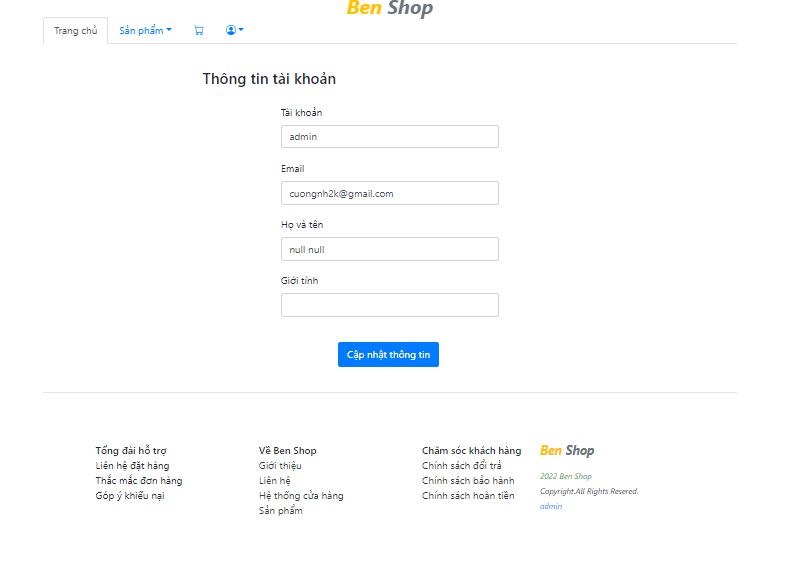 Ben Shop
Trang chủ
Sản phẩm
Thông tin tài khoản
Tài khoản
admin
Email
cuongnh2k@gmail.com
Họ và tên
null null
Giới tính
Cập nhật thông tin
Tổng đài hỗ trợ
Liên hệ đặt hàng
Thắc mắc đơn hàng
Góp ý khiếu nại
Về Ben Shop
Giới thiệu
Liên hệ
Hệ thống cửa hàng
Sản phẩm
Chăm sóc khách hàng
Chính sách đổi trả
Chính sách bảo hành
Chính sách hoàn tiền
Ben Shop
2022 Ben Shop
Copyright.All Rights Resered.
admin